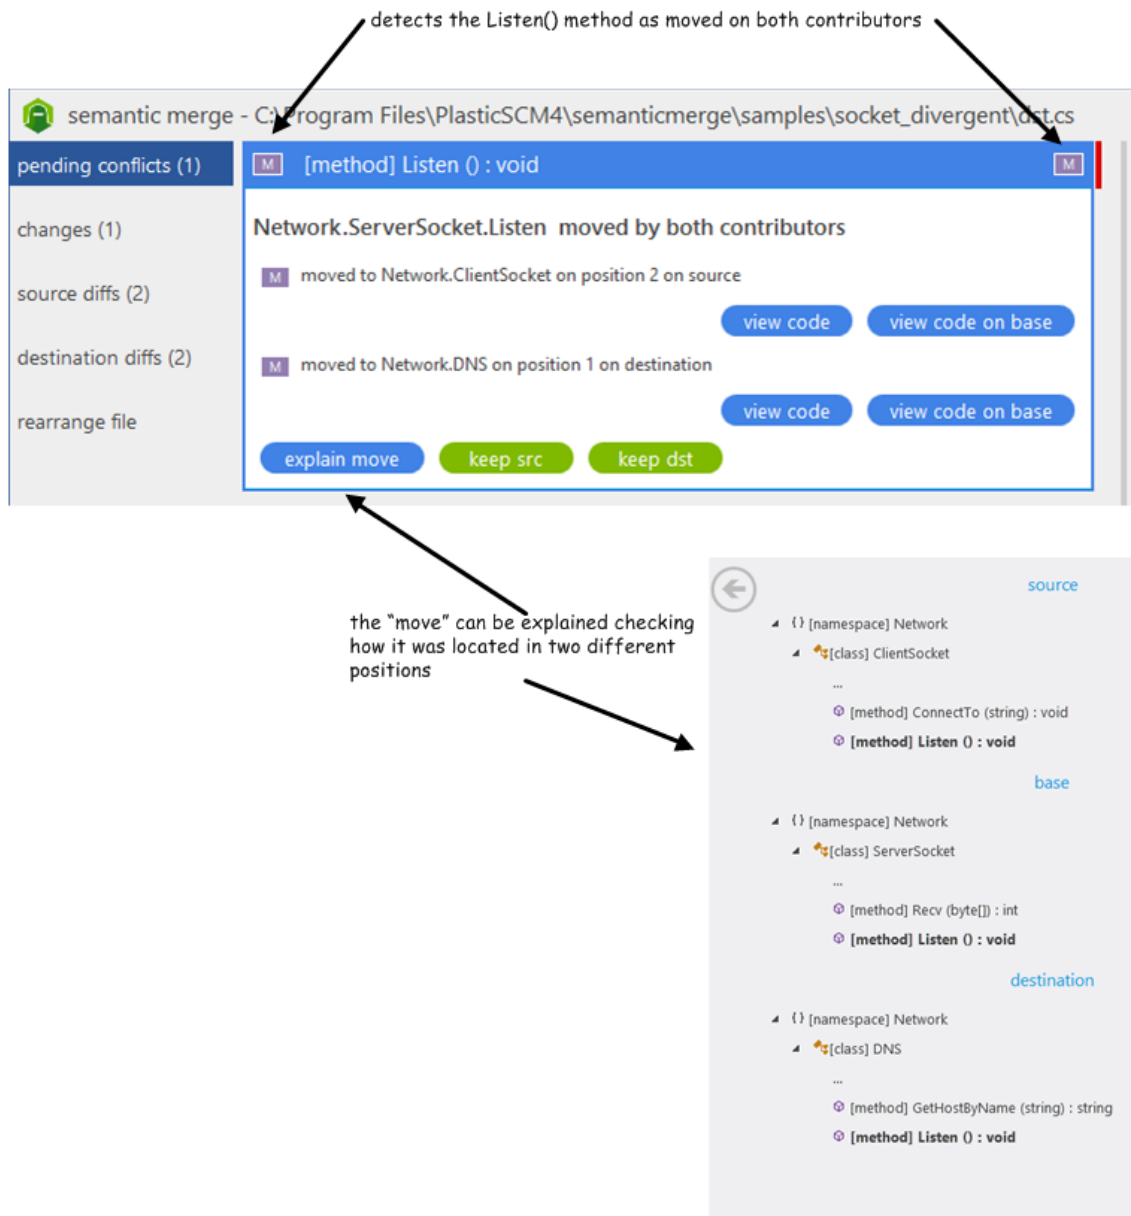 detects the Listen() method as moved on both contributors
semantic merge - C:\Program Files\PlasticSCM4\semanticmerge\samples\socket_divergent\dst.cs
pending conflicts (1)
M [method] Listen () : void M
changes (1)
Network.ServerSocket.Listen moved by both contributors
M moved to Network.ClientSocket on position 2 on source
source diffs (2)
view code view code on base
destination diffs (2)
M moved to Network.DNS on position 1 on destination
view code view code on base
rearrange file
explain move keep src keep dst
the “move” can be explained checking
how it was located in two different
positions
source
{} [namespace] Network
[class] ClientSocket
...
[method] ConnectTo (string) : void
[method] Listen () : void
base
{} [namespace] Network
[class] ServerSocket
...
[method] Recv (byte[]) : int
[method] Listen () : void
destination
{} [namespace] Network
[class] DNS
...
[method] GetHostByName (string) : string
[method] Listen () : void